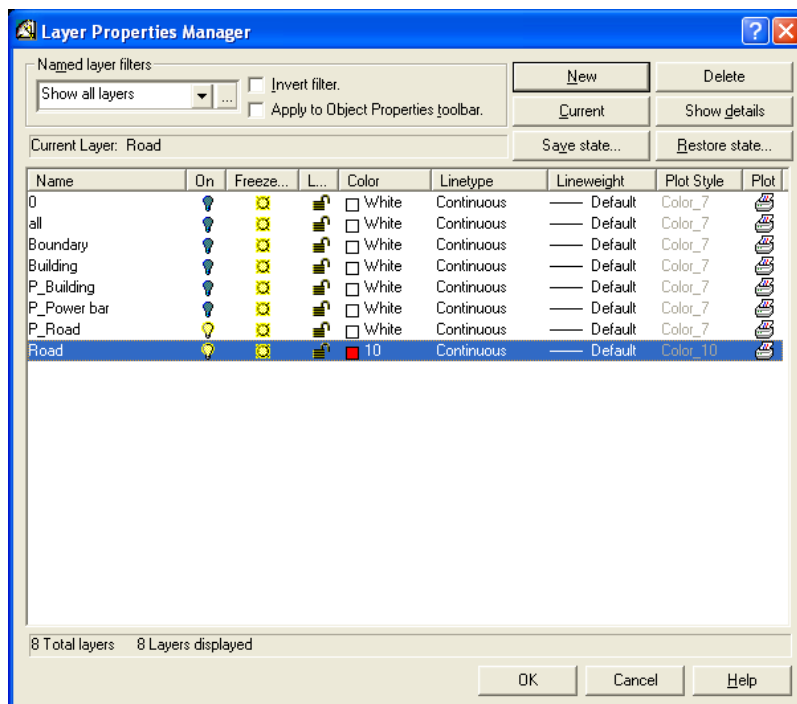 Layer Properties Manager
Named layer filters
Show all layers
...
Invert filter.
Apply to Object Properties toolbar.
New
Delete
Current
Show details
Save state...
Restore state...
Current Layer: Road
Name On Freeze... L... Color Linetype Lineweight Plot Style Plot
0 White Continuous Default Color_7
all White Continuous Default Color_7
Boundary White Continuous Default Color_7
Building White Continuous Default Color_7
P_Building White Continuous Default Color_7
P_Power bar White Continuous Default Color_7
P_Road White Continuous Default Color_7
Road 10 Continuous Default Color_10
8 Total layers 8 Layers displayed
OK Cancel Help